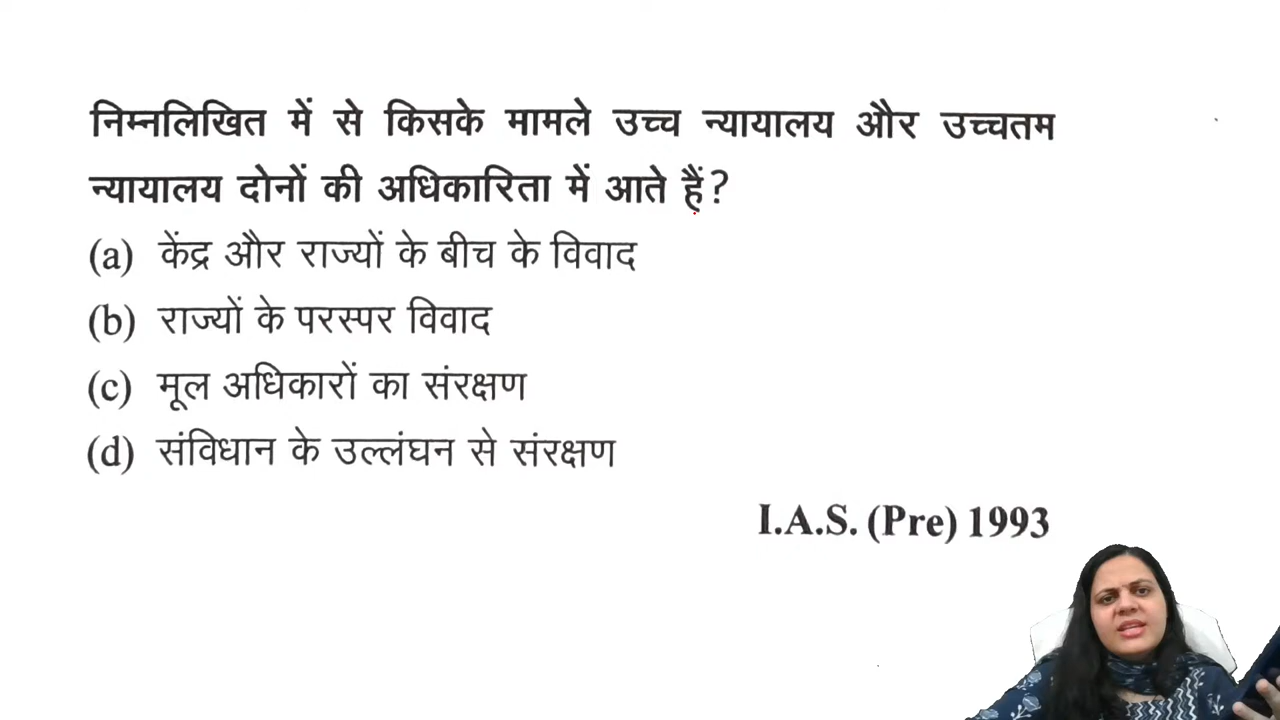 निम्नलिखित में से किसके मामले उच्च न्यायालय और उच्चतम
न्यायालय दोनों की अधिकारिता में आते हैं?
(a) केंद्र और राज्यों के बीच के विवाद
(b) राज्यों के परस्पर विवाद
(c) मूल अधिकारों का संरक्षण
(d) संविधान के उल्लंघन से संरक्षण
I.A.S. (Pre) 1993